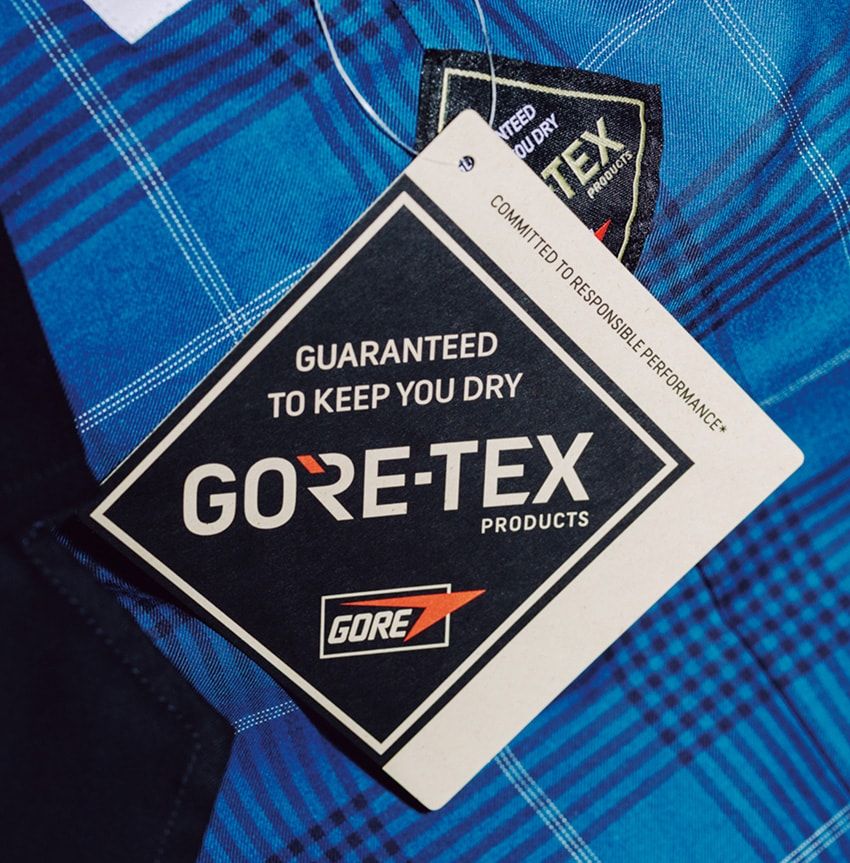 GUARANTEED
TO KEEP YOU DRY
GORE-TEX
PRODUCTS
GORE
COMMITTED TO RESPONSIBLE PERFORMANCE*
YOU DRY
-TEX
PRODUCTS